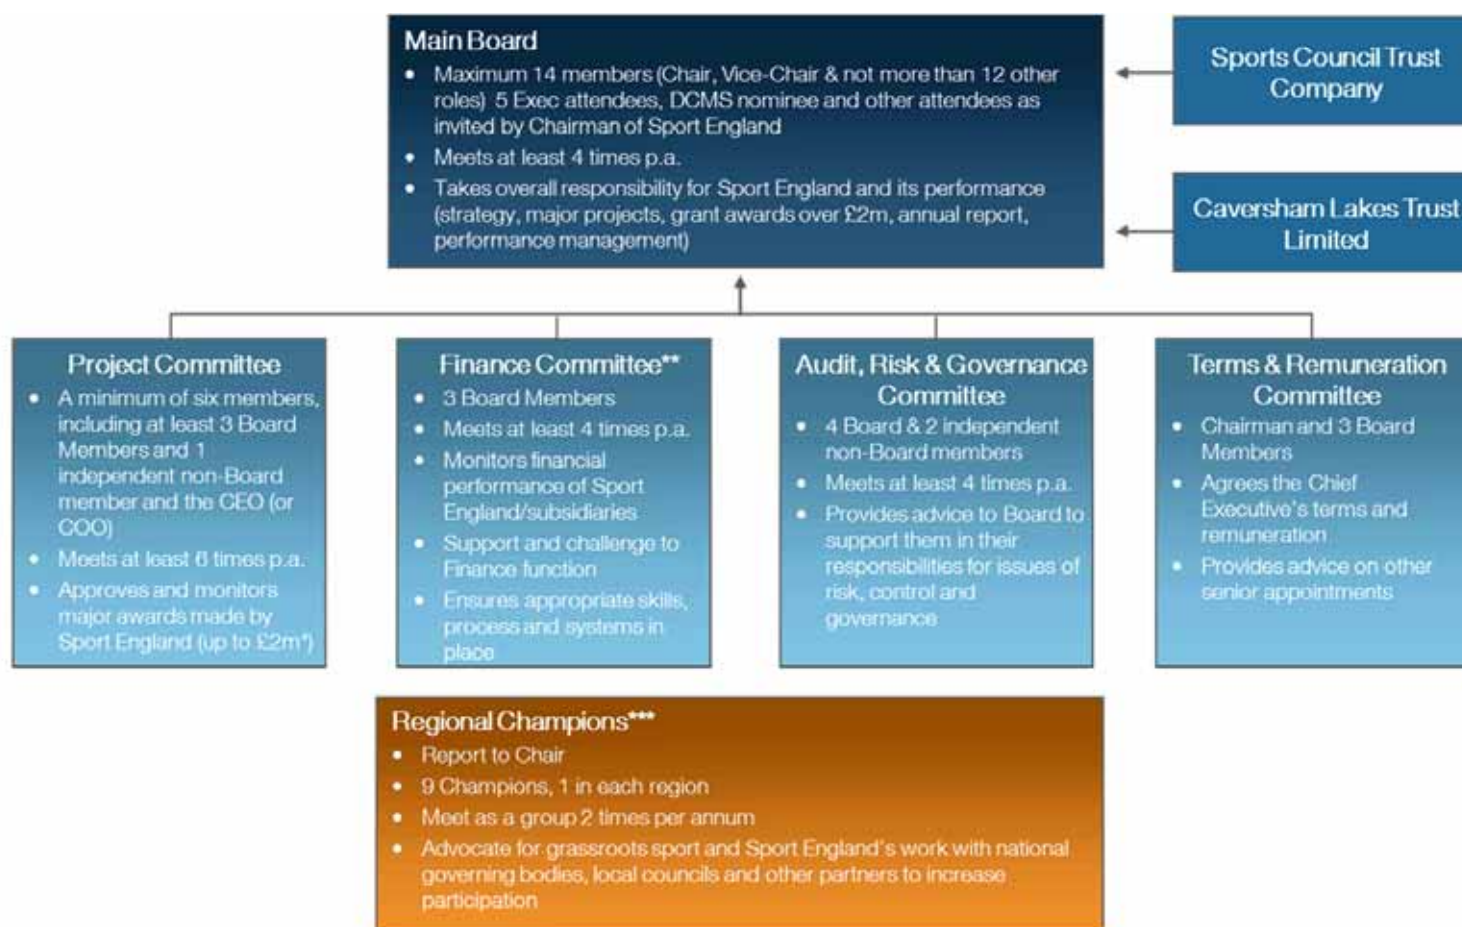 Main Board
• Maximum 14 members (Chair, Vice-Chair & not more than 12 other
roles) 5 Exec attendees, DCMS nominee and other attendees as
invited by Chairman of Sport England
• Meets at least 4 times p.a.
• Takes overall responsibility for Sport England and its performance
(strategy, major projects, grant awards over £2m, annual report,
performance management)
Sports Council Trust
Company
Caversham Lakes Trust
Limited
Project Committee
• A minimum of six members,
including at least 3 Board
Members and 1
independent non-Board
member and the CEO (or
COO)
• Meets at least 6 times p.a.
• Approves and monitors
major awards made by
Sport England (up to £2m*)
Finance Committee**
• 3 Board Members
• Meets at least 4 times p.a.
• Monitors financial
performance of Sport
England/subsidiaries
• Support and challenge to
Finance function
• Ensures appropriate skills,
process and systems in
place
Audit, Risk & Governance
Committee
• 4 Board & 2 independent
non-Board members
• Meets at least 4 times p.a.
• Provides advice to Board to
support them in their
responsibilities for issues of
risk, control and
governance
Terms & Remuneration
Committee
• Chairman and 3 Board
Members
• Agrees the Chief
Executive's terms and
remuneration
• Provides advice on other
senior appointments
Regional Champions***
• Report to Chair
• 9 Champions, 1 in each region
• Meet as a group 2 times per annum
• Advocate for grassroots sport and Sport England's work with national
governing bodies, local councils and other partners to increase
participation